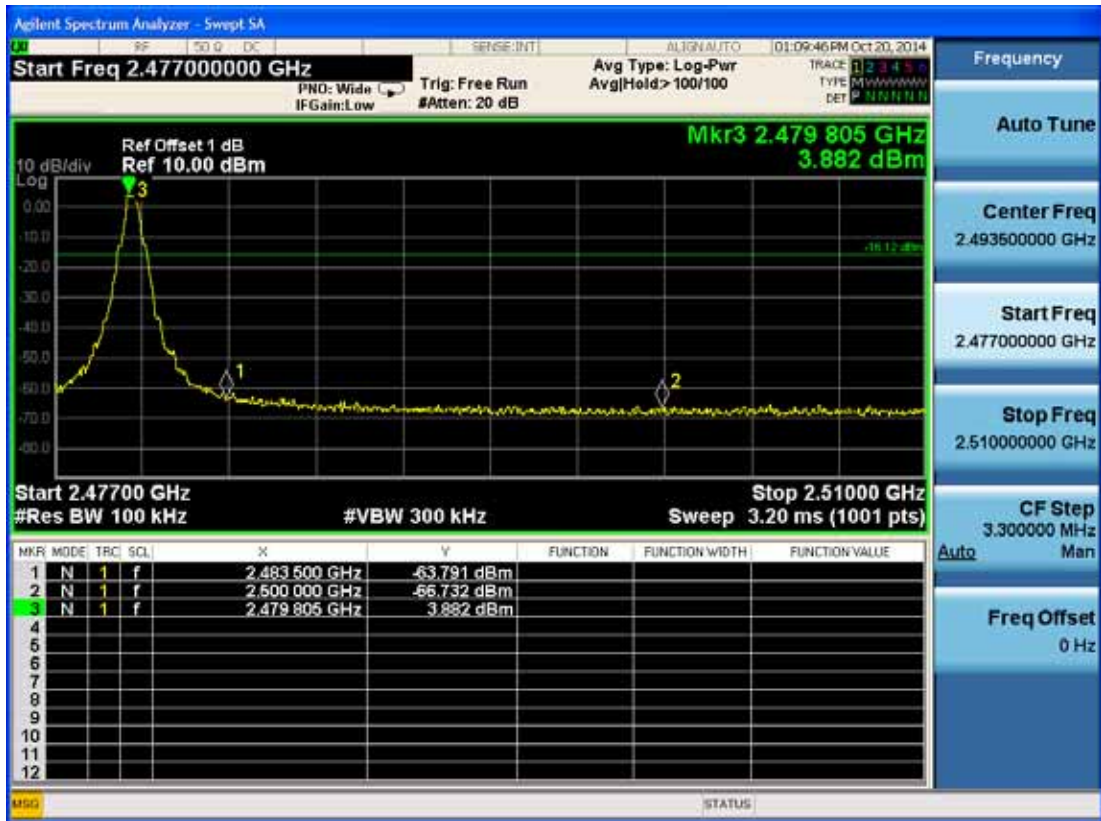 Agilent Spectrum Analyzer - Swept SA
RF 50 Ω DC SENSE:INT ALIGN AUTO 01:09:46 PM Oct 20, 2014
Start Freq 2.477000000 GHz
PNO: Wide
IFGain:Low
Trig: Free Run
#Atten: 20 dB
Avg Type: Log-Pwr
Avg|Hold:>100/100
TRACE 1 2 3 4 5 6
TYPE MWWWWW
DET P N N N N N
Frequency
Auto Tune
Center Freq
2.493500000 GHz
Start Freq
2.477000000 GHz
Stop Freq
2.510000000 GHz
CF Step
3.300000 MHz
Auto Man
Freq Offset
0 Hz
Mkr3 2.479 805 GHz
3.882 dBm
Ref Offset 1 dB
10 dB/div Ref 10.00 dBm
Log
3
0.00
-10.0
-16.12 dBm
-20.0
-30.0
-40.0
-50.0
1
2
-60.0
-70.0
-80.0
Start 2.47700 GHz Stop 2.51000 GHz
#Res BW 100 kHz #VBW 300 kHz Sweep 3.20 ms (1001 pts)
MKR MODE TRC SCL X Y FUNCTION FUNCTION WIDTH FUNCTION VALUE
1 N 1 f 2.483 500 GHz -63.791 dBm
2 N 1 f 2.500 000 GHz -66.732 dBm
3 N 1 f 2.479 805 GHz 3.882 dBm
4
5
6
7
8
9
10
11
12
MSG STATUS